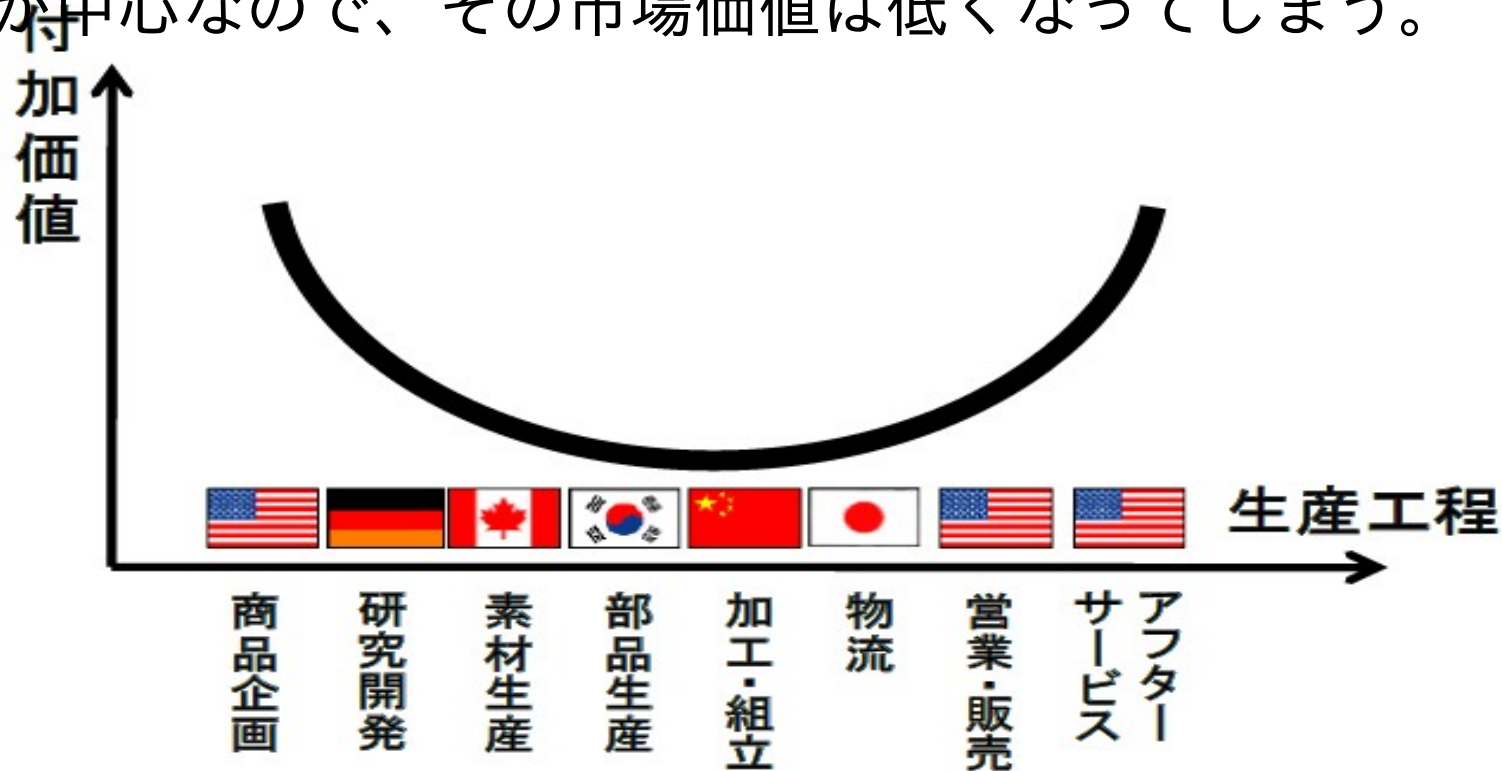 が中心なので、その市場価値は低くなってしまう。
付加価値
生産工程
商品企画
研究開発
素材生産
部品生産
加工・組立
物流
営業・販売
アフター
サービス